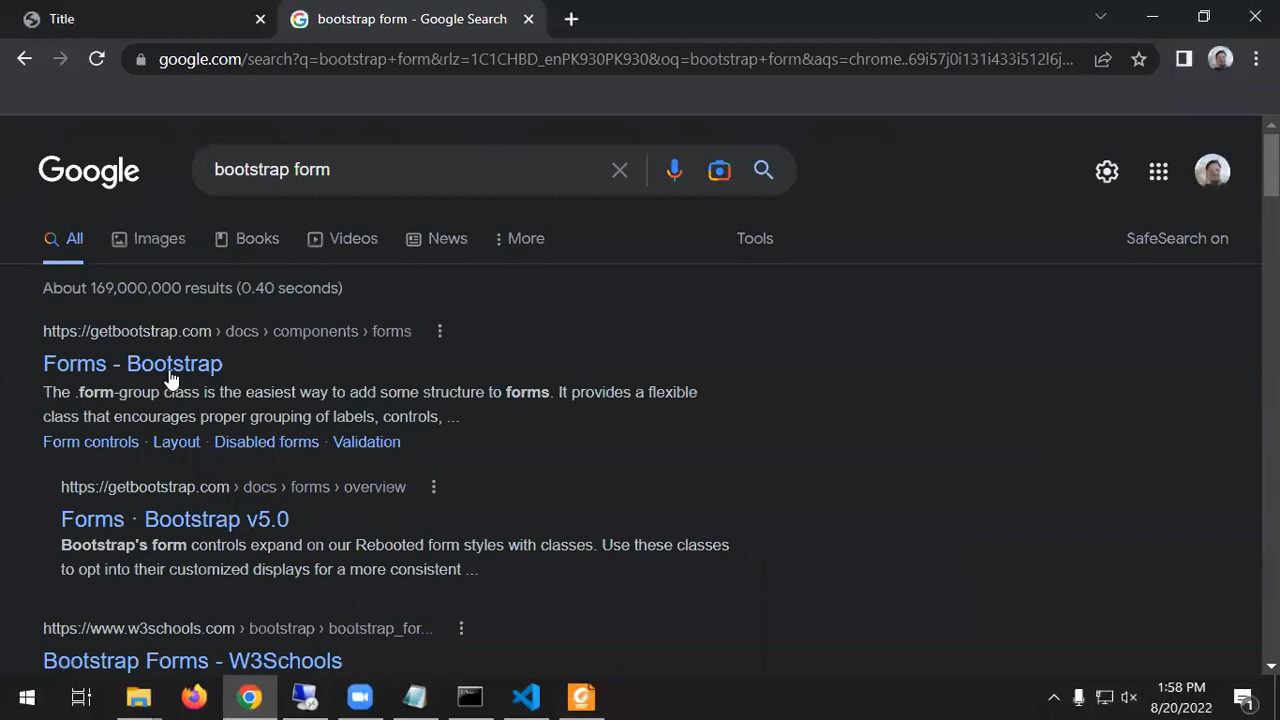 Title
bootstrap form - Google Search
google.com/search?q=bootstrap+form&rlz=1C1CHBD_enPK930PK930&oq=bootstrap+form&aqs=chrome..69i57j0i131i433i512l6j...
Google
bootstrap form
All
Images
Books
Videos
News
More
Tools
SafeSearch on
About 169,000,000 results (0.40 seconds)
https://getbootstrap.com › docs › components › forms
Forms - Bootstrap
The .form-group class is the easiest way to add some structure to forms. It provides a flexible
class that encourages proper grouping of labels, controls, ...
Form controls · Layout · Disabled forms · Validation
https://getbootstrap.com › docs › forms › overview
Forms · Bootstrap v5.0
Bootstrap's form controls expand on our Rebooted form styles with classes. Use these classes
to opt into their customized displays for a more consistent ...
https://www.w3schools.com › bootstrap › bootstrap_for...
Bootstrap Forms - W3Schools
1:58 PM
8/20/2022
1